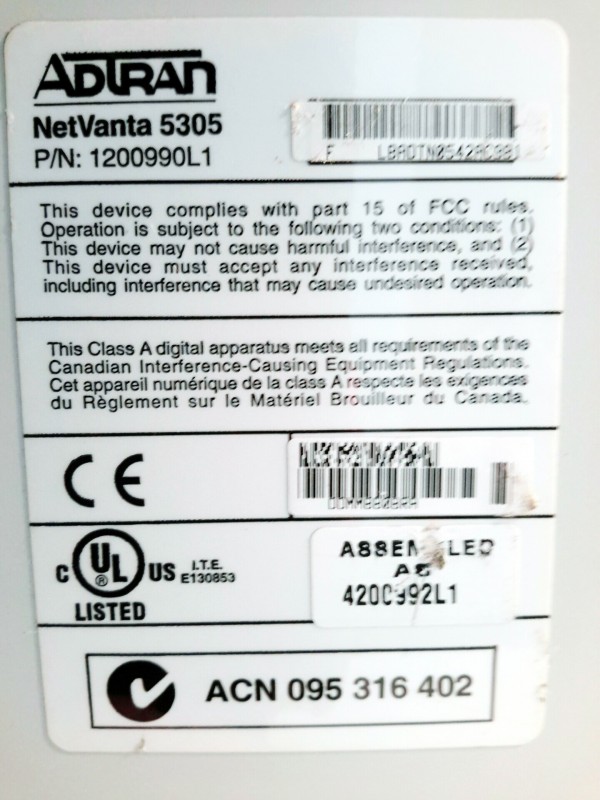 ADTRAN
NetVanta 5305
P/N: 1200990L1
F
This device complies with part 15 of FCC rules.
Operation is subject to the following two conditions: (1)
This device may not cause harmful interference, and (2)
This device must accept any interference received,
including interference that may cause undesired operation.
This Class A digital apparatus meets all requirements of the
Canadian Interference-Causing Equipment Regulations.
Cet appareil numérique de la class A respecte les exigences
du Règlement sur le Matériel Brouilleur du Canada.
CE
C UL ® US I.T.E.
E130853
LISTED
ASSEMBLED
AS
4200992L1
ACN 095 316 402